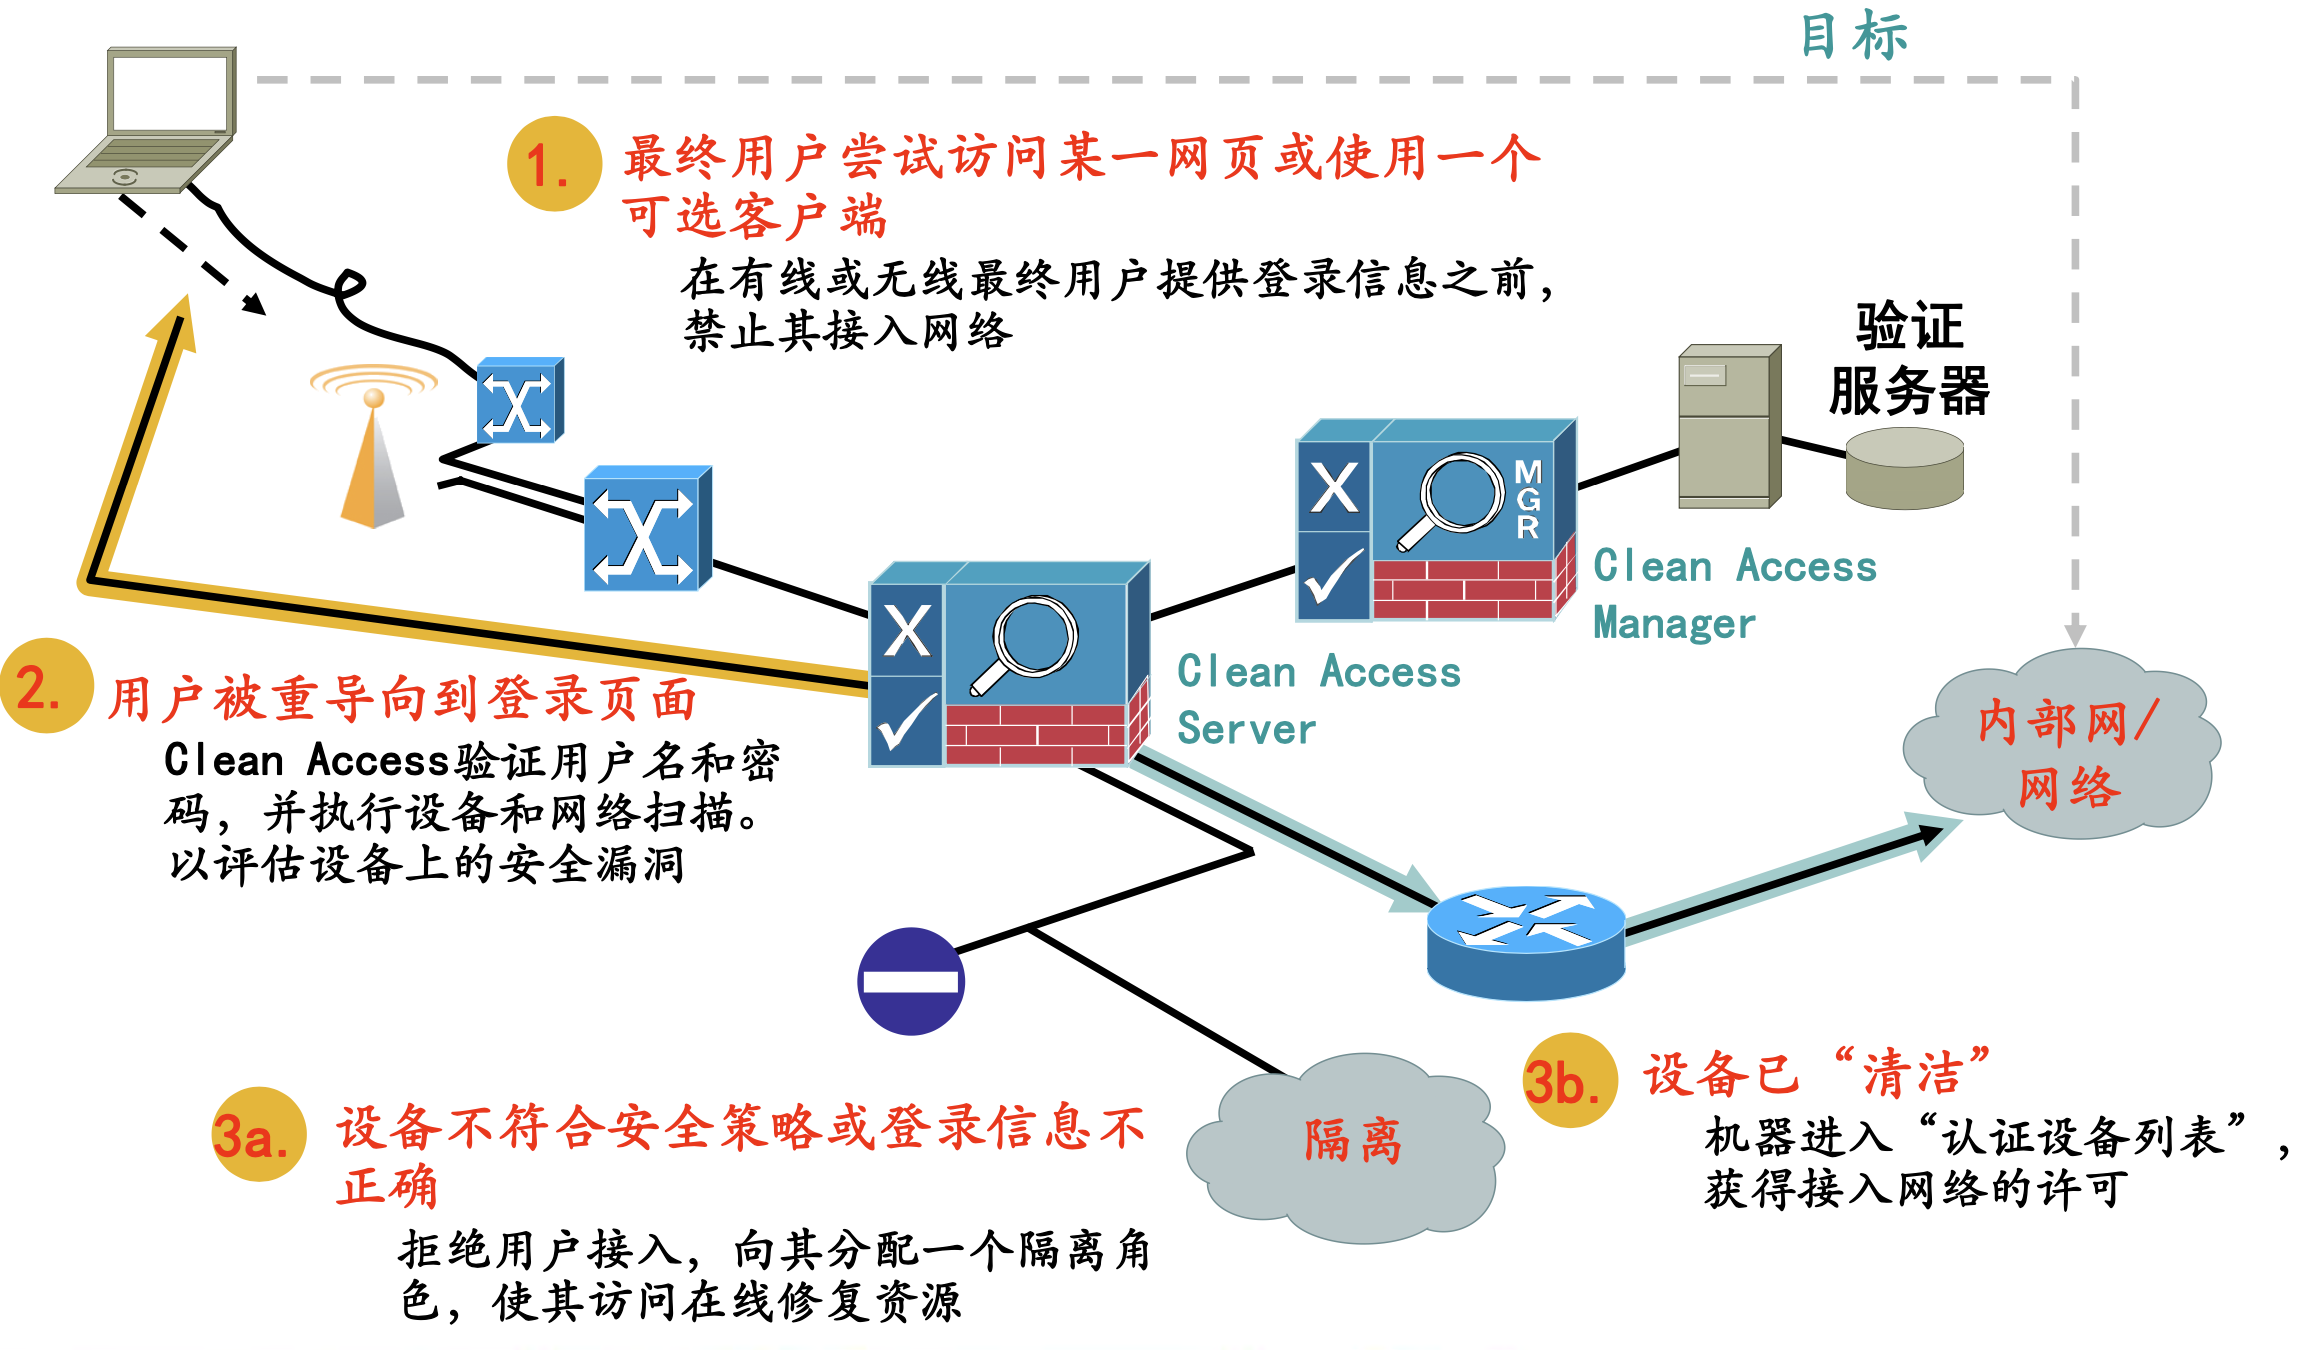 目标
1.
最终用户尝试访问某一网页或使用一个
可选客户端
在有线或无线最终用户提供登录信息之前，
禁止其接入网络
验证
服务器
M
G
R
Clean Access
Manager
Clean Access
Server
2.
用户被重导向到登录页面
Clean Access验证用户名和密
码，并执行设备和网络扫描。
以评估设备上的安全漏洞
内部网/
网络
3a.
设备不符合安全策略或登录信息不
正确
拒绝用户接入，向其分配一个隔离角
色，使其访问在线修复资源
隔离
3b.
设备已“清洁”
机器进入“认证设备列表”，
获得接入网络的许可